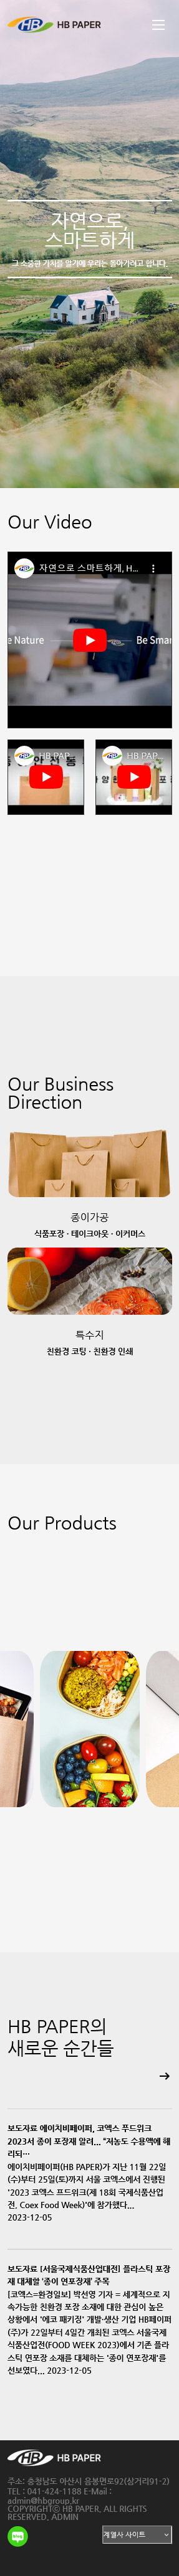 HB PAPER
자연으로,
스마트하게
그 소중한 가치를 알기에 우리는 돌아가려고 합니다.
Our Video
자연으로 스마트하게, H...
Be Smar
HB PAP
HB PAP
Our Business
Direction
종이가공
식품포장 · 테이크아웃 · 이커머스
특수지
친환경 코팅 · 친환경 인쇄
Our Products
HB PAPER의
새로운 순간들
보도자료 에이치비페이퍼, 코엑스 푸드위크
2023서 종이 포장재 알려... "저농도 수용액에 해
리되…
에이치비페이퍼(HB PAPER)가 지난 11월 22일
(수)부터 25일(토)까지 서울 코엑스에서 진행된
'2023 코엑스 푸드위크(제 18회 국제식품산업
전, Coex Food Week)'에 참가했다...
2023-12-05
보도자료 [서울국제식품산업대전] 플라스틱 포장
재 대체할 '종이 연포장재' 주목
[코엑스=환경일보] 박선영 기자 = 세계적으로 지
속가능한 친환경 포장 소재에 대한 관심이 높은
상황에서 '에코 패키징' 개발·생산 기업 HB페이퍼
(주)가 22일부터 4일간 개최된 코엑스 서울국제
식품산업전(FOOD WEEK 2023)에서 기존 플라
스틱 연포장 소재를 대체하는 '종이 연포장재'를
선보였다... 2023-12-05
HB PAPER
주소: 충청남도 아산시 음봉면로92(삼거리91-2)
TEL : 041-424-1188 E-Mail :
admin@hbgroup.kr
COPYRIGHTⓒ HB PAPER, ALL RIGHTS
RESERVED, ADMIN
계열사 사이트